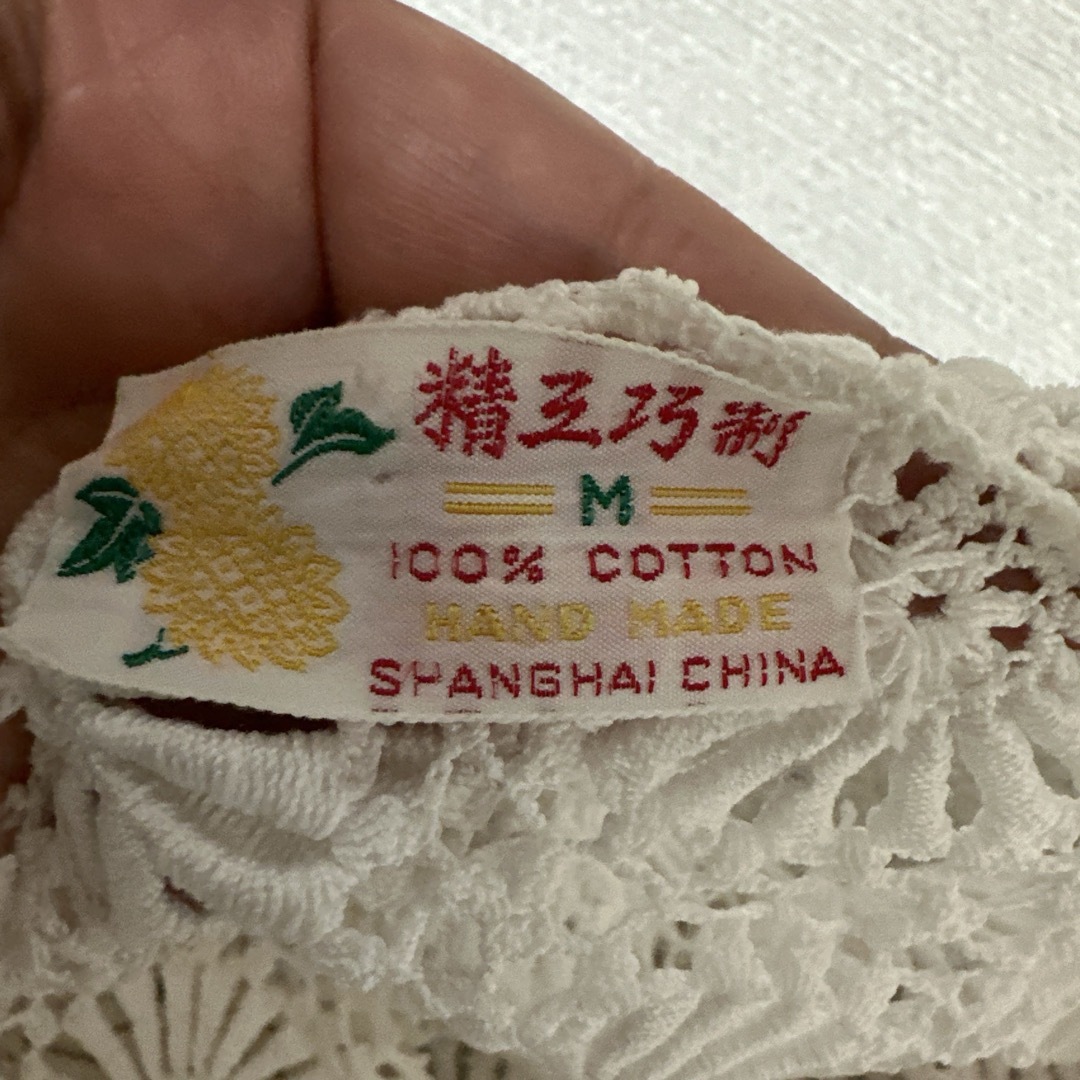 精工巧制
M
100% COTTON
HAND MADE
SHANGHAI CHINA